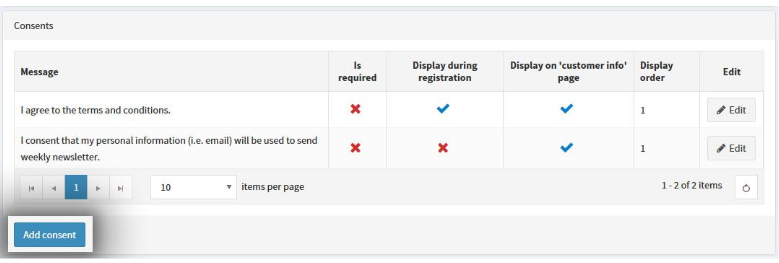 Consents
Message
Is required
Display during registration
Display on 'customer info' page
Display order
Edit
I agree to the terms and conditions.
1
Edit
I consent that my personal information (i.e. email) will be used to send
weekly newsletter.
1
Edit
1
10
items per page
1 - 2 of 2 items
Add consent